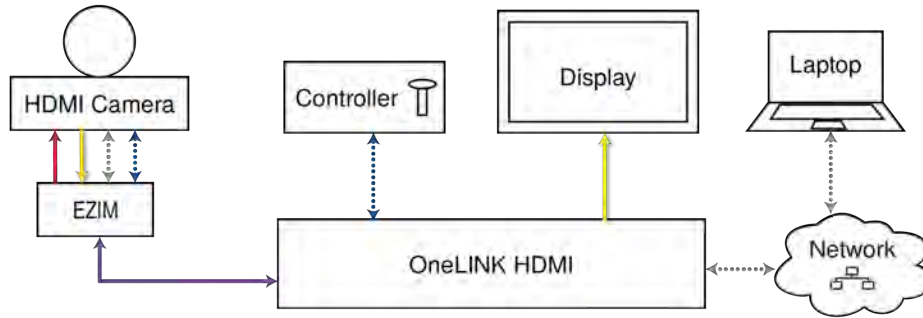 HDMI Camera
Controller
Display
Laptop
EZIM
OneLINK HDMI
Network